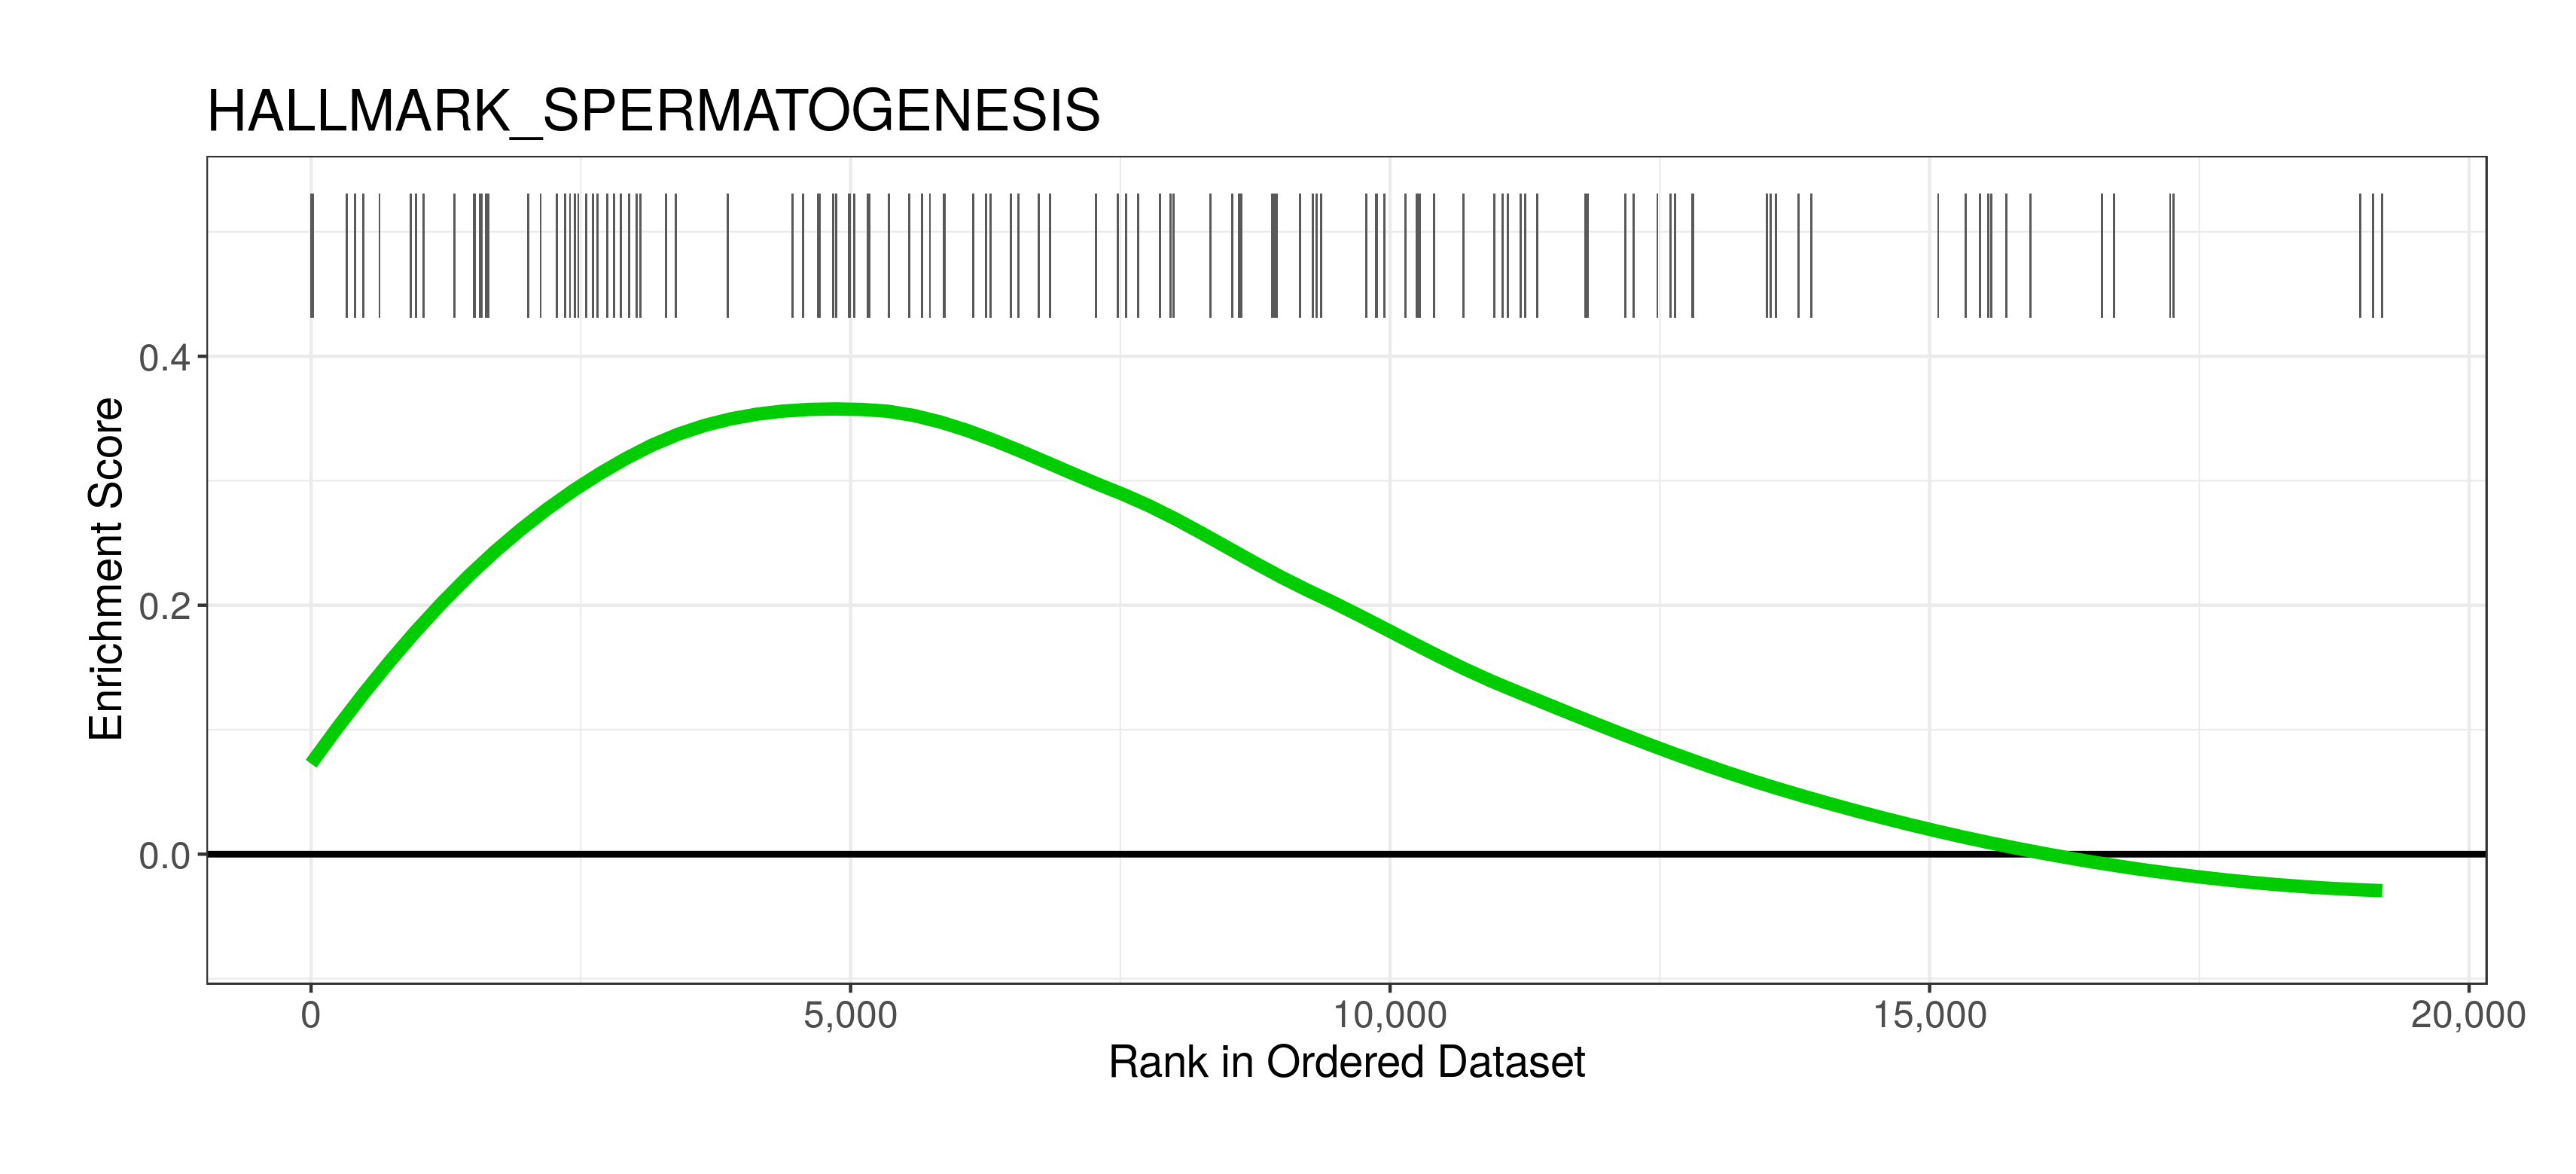 HALLMARK_SPERMATOGENESIS
Enrichment Score
0.4
0.2
0.0
0 5,000 10,000 15,000 20,000
Rank in Ordered Dataset